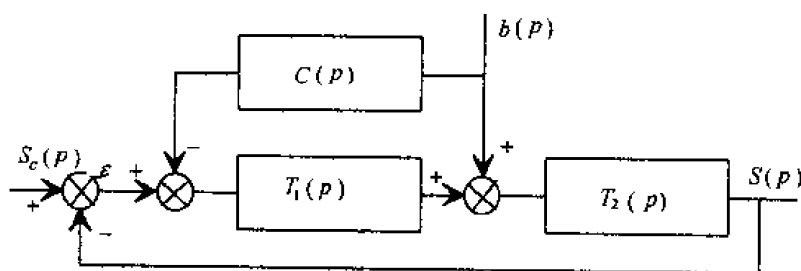 b(p)
C(p)
S_c(p)
ε
T_1(p)
T_2(p)
S(p)
+
−
+
−
+
+
−